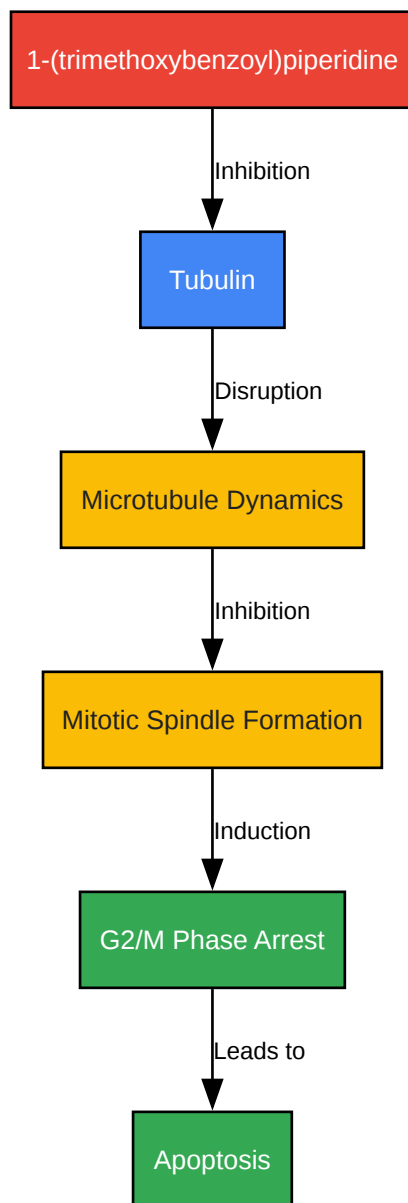 1-(trimethoxybenzoyl)piperidine
Inhibition
Tubulin
Disruption
Microtubule Dynamics
Inhibition
Mitotic Spindle Formation
Induction
G2/M Phase Arrest
Leads to
Apoptosis